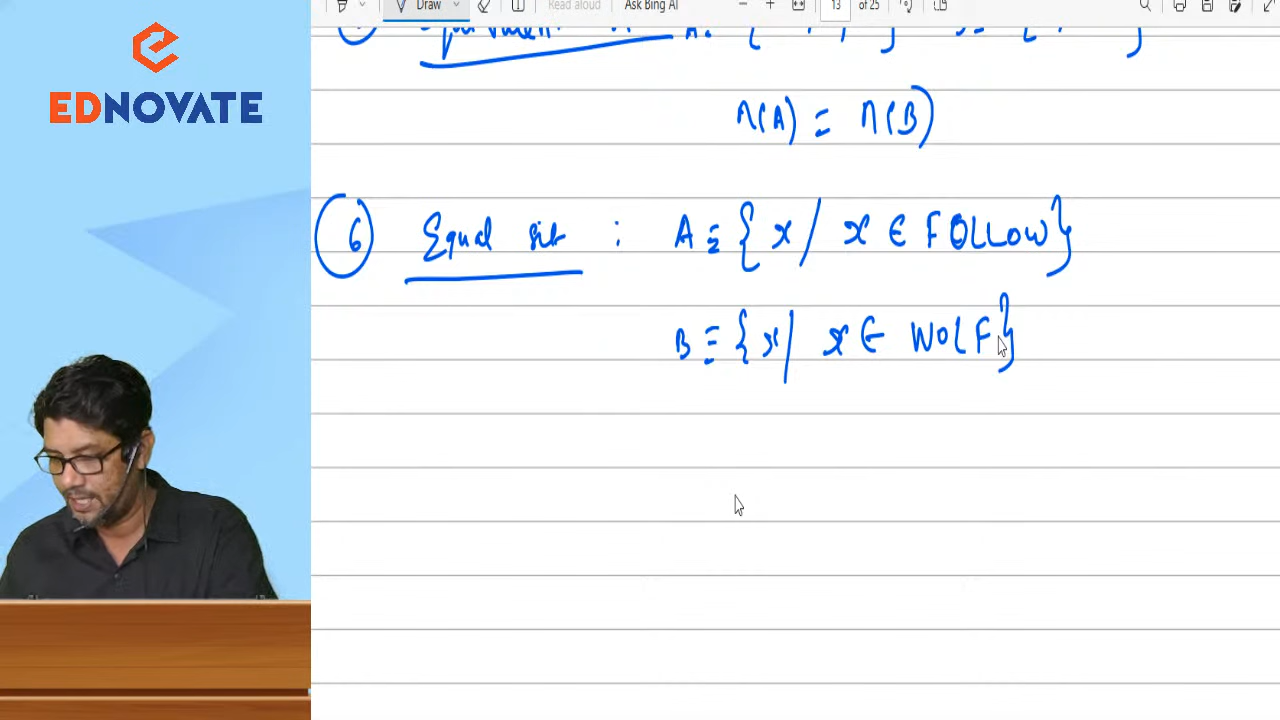 Draw
Read aloud
Ask Bing AI
13 of 25
EDNOVATE
n(A) = n(B)
6 Equal set : A ≡ { x / x ∈ FOLLOW}
B ≡ { x | x ∈ WOLF}